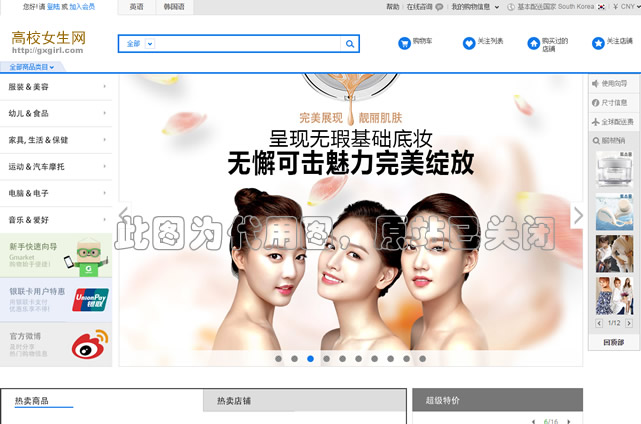 您好!请 登陆 或 加入会员
英语
韩国语
帮助
在线咨询
我的购物信息
基本配送国家 South Korea
¥ CNY
高校女生网
http://gxgirl.com
全部
购物车
关注列表
购买过的
店铺
关注店铺
全部商品类目
服装 & 美容
幼儿 & 食品
家具, 生活 & 保健
运动 & 汽车摩托
电脑 & 电子
音乐 & 爱好
新手快速向导
Gmarket
购物能手便捷!
G
银联卡用户特惠
用银联卡支付
优惠乐享不停!
UnionPay
银联
官方微博
即时分享
热门购物信息
完美展现 靓丽肌肤
呈现无瑕基础底妆
无懈可击魅力完美绽放
此图为代用图，原站已关闭
使用向导
尺寸信息
全球配送费
1/12
回顶部
热卖商品
热卖店铺
超级特价
6/16